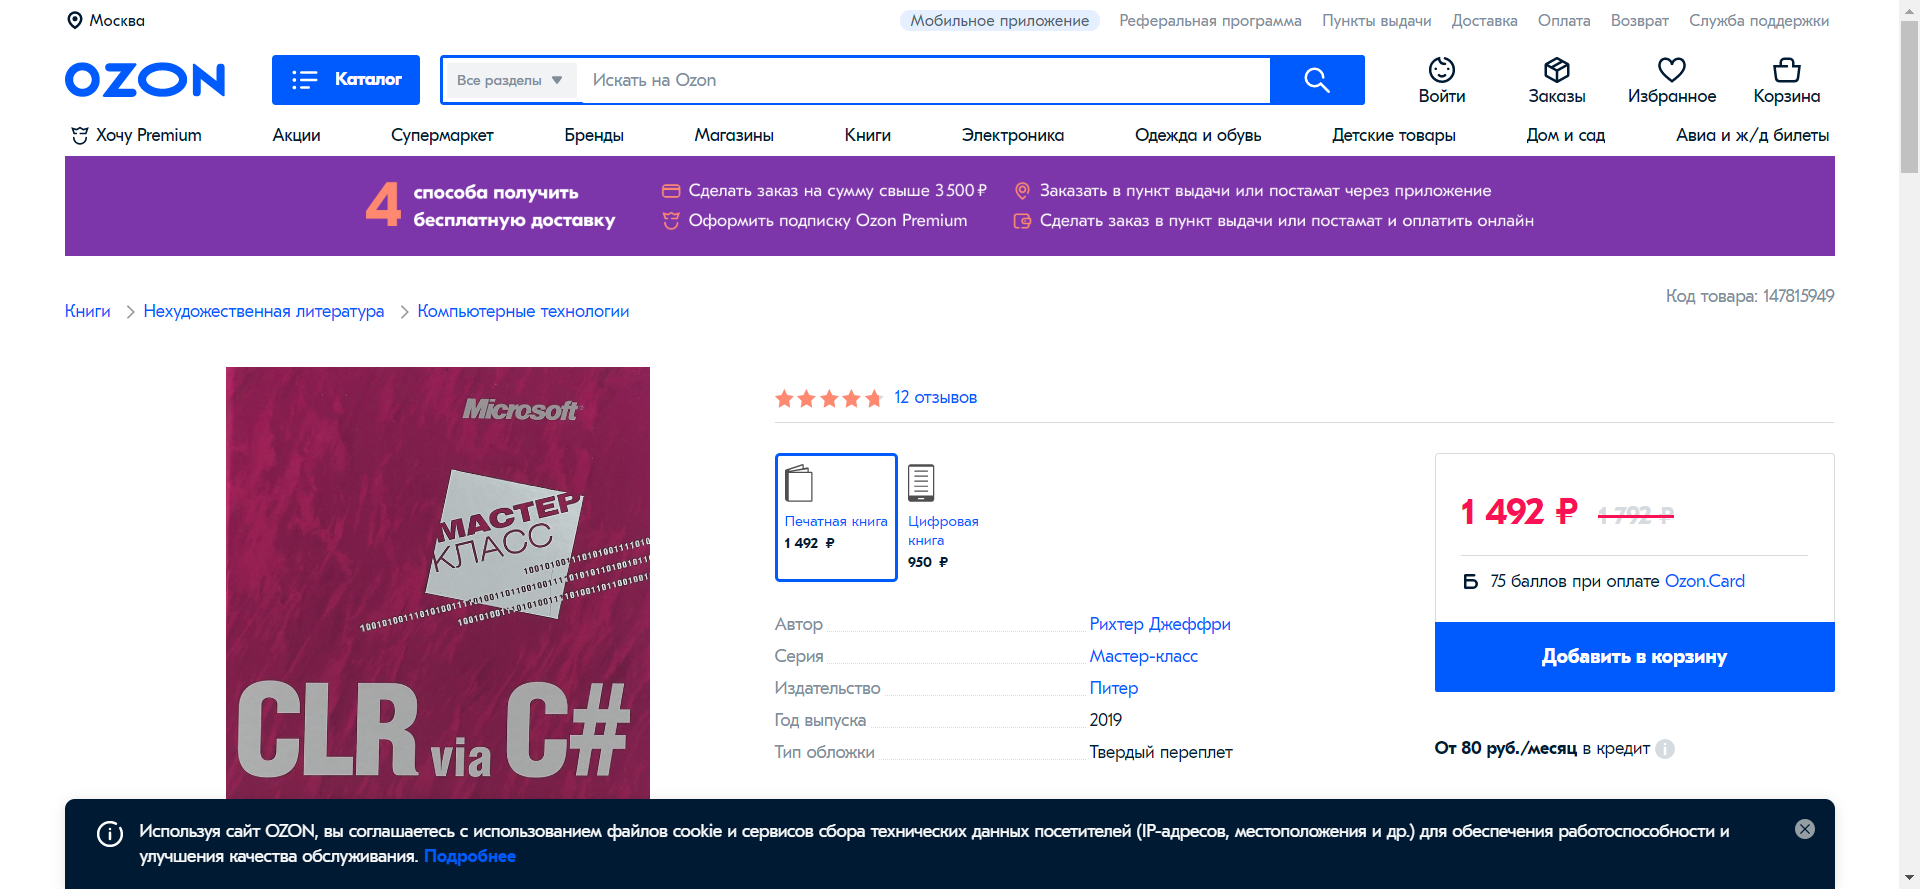 Москва
Мобильное приложение Реферальная программа Пункты выдачи Доставка Оплата Возврат Служба поддержки
OZON
Каталог
Все разделы
Искать на Ozon
Войти
Заказы
Избранное
Корзина
Хочу Premium Акции Супермаркет Бренды Магазины Книги Электроника Одежда и обувь Детские товары Дом и сад Авиа и ж/д билеты
4 способа получить
бесплатную доставку
Сделать заказ на сумму свыше 3 500 ₽
Оформить подписку Ozon Premium
Заказать в пункт выдачи или постамат через приложение
Сделать заказ в пункт выдачи или постамат и оплатить онлайн
Код товара: 147815949
Книги Нехудожественная литература Компьютерные технологии
Microsoft
МАСТЕР
КЛАСС
CLR via C#
12 отзывов
Печатная книга
1 492 ₽
Цифровая
книга
950 ₽
Автор Рихтер Джеффри
Серия Мастер-класс
Издательство Питер
Год выпуска 2019
Тип обложки Твердый переплет
1 492 ₽ 1 792 ₽
Б 75 баллов при оплате Ozon.Card
Добавить в корзину
От 80 руб./месяц в кредит
Используя сайт OZON, вы соглашаетесь с использованием файлов cookie и сервисов сбора технических данных посетителей (IP-адресов, местоположения и др.) для обеспечения работоспособности и
улучшения качества обслуживания. Подробнее